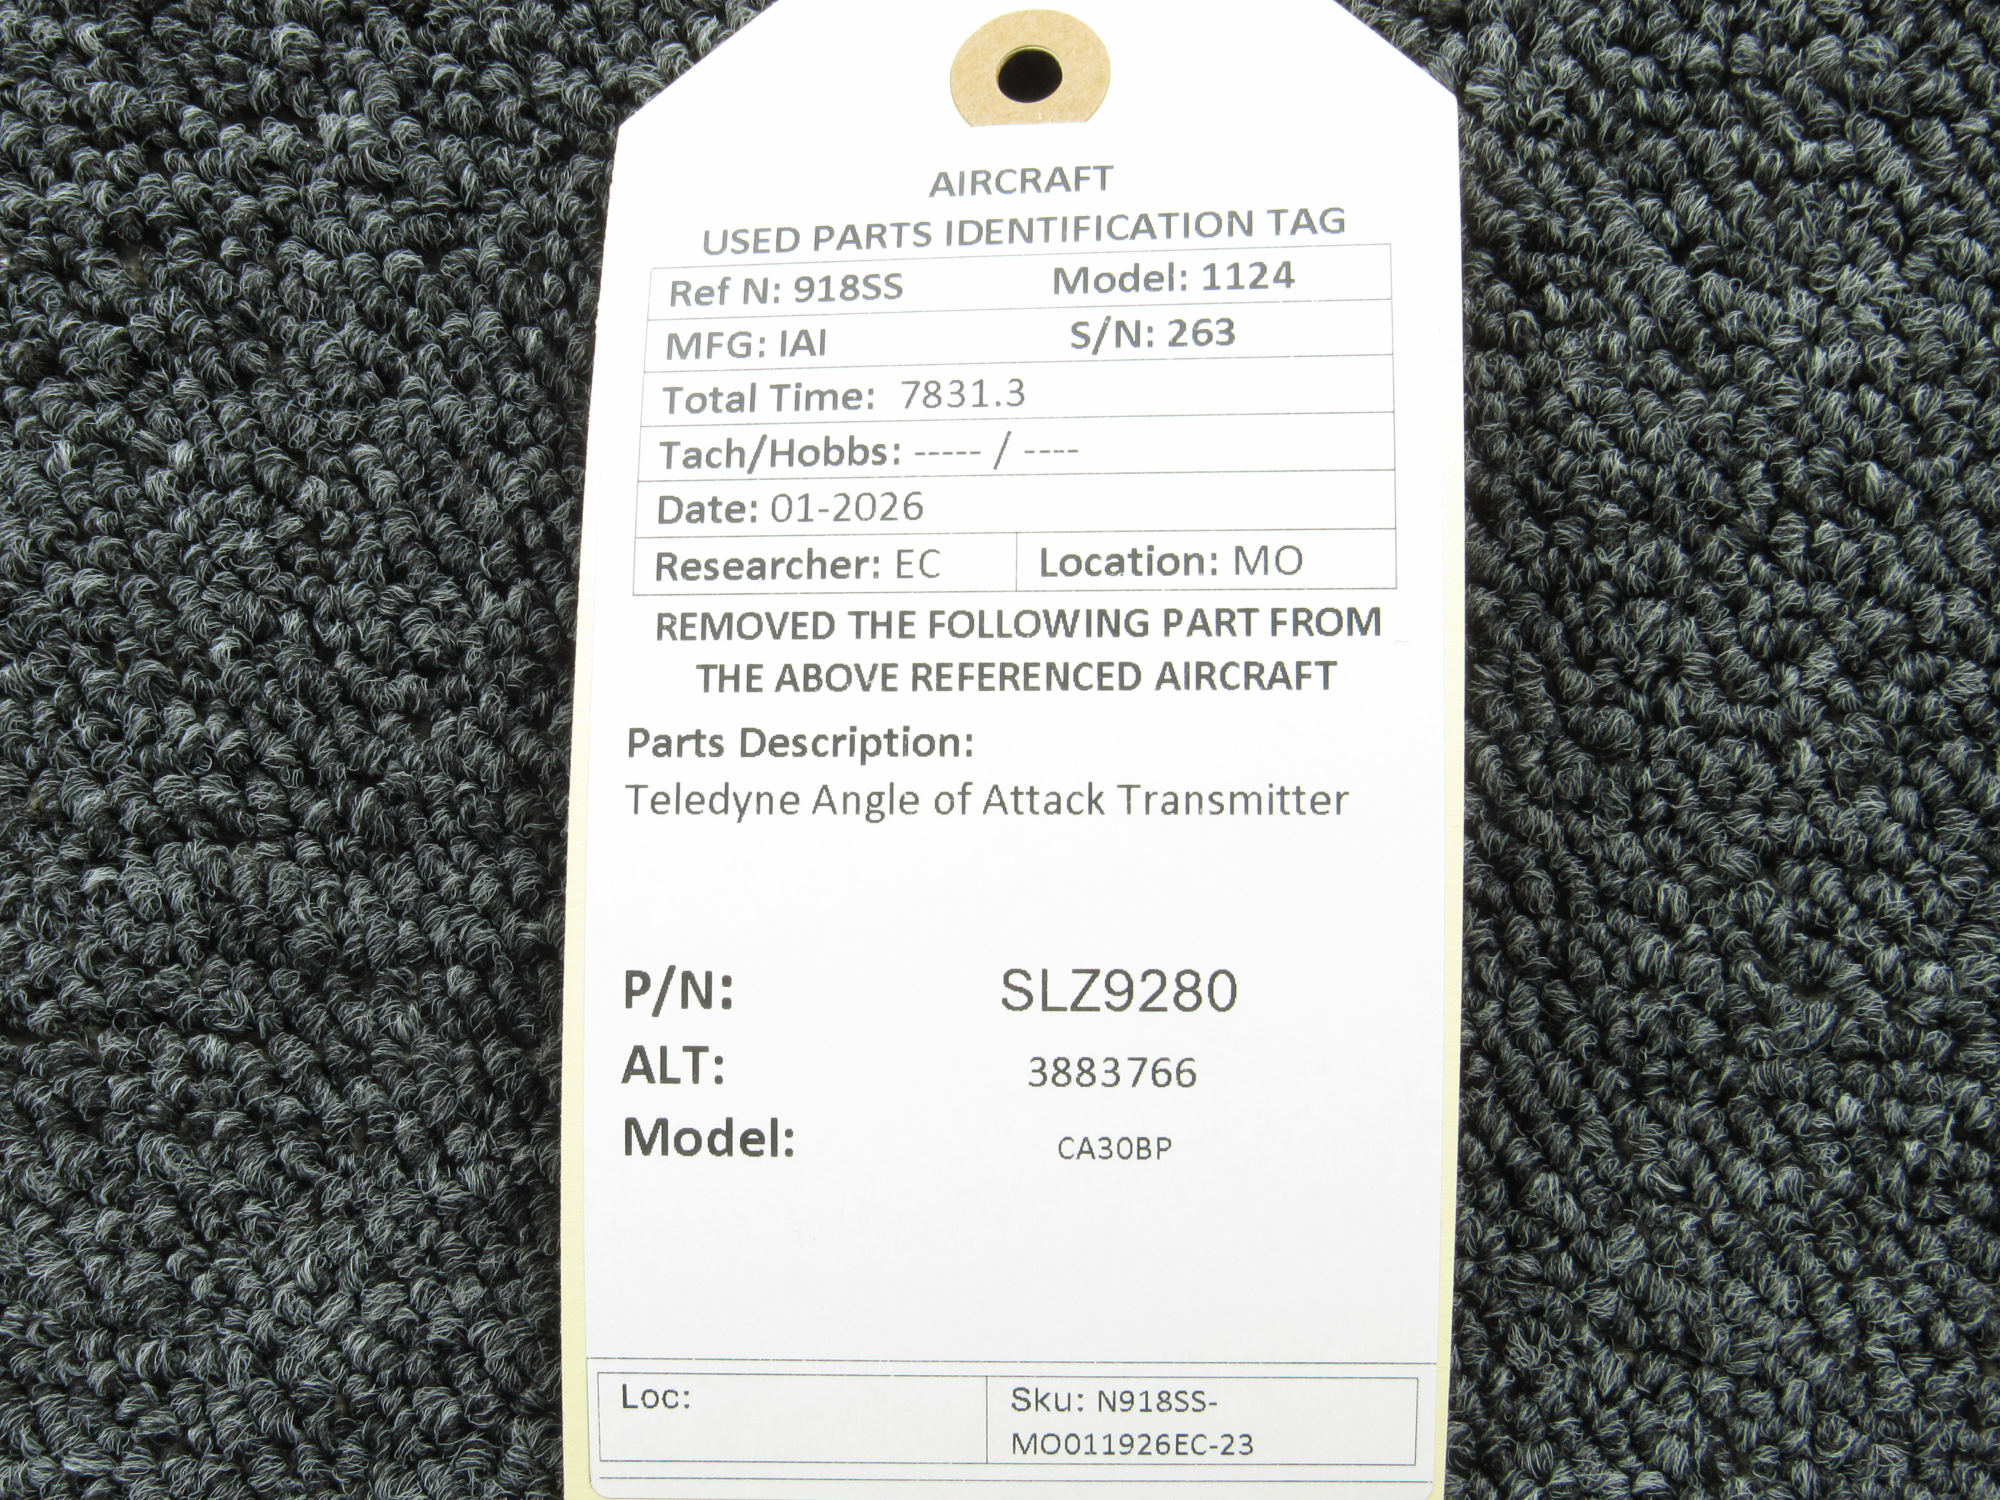 AIRCRAFT
USED PARTS IDENTIFICATION TAG
Ref N: 918SS Model: 1124
MFG: IAI S/N: 263
Total Time: 7831.3
Tach/Hobbs: ----- / ----
Date: 01-2026
Researcher: EC Location: MO
REMOVED THE FOLLOWING PART FROM
THE ABOVE REFERENCED AIRCRAFT
Parts Description:
Teledyne Angle of Attack Transmitter
P/N: SLZ9280
ALT: 3883766
Model: CA30BP
Loc: Sku: N918SS-
MO011926EC-23